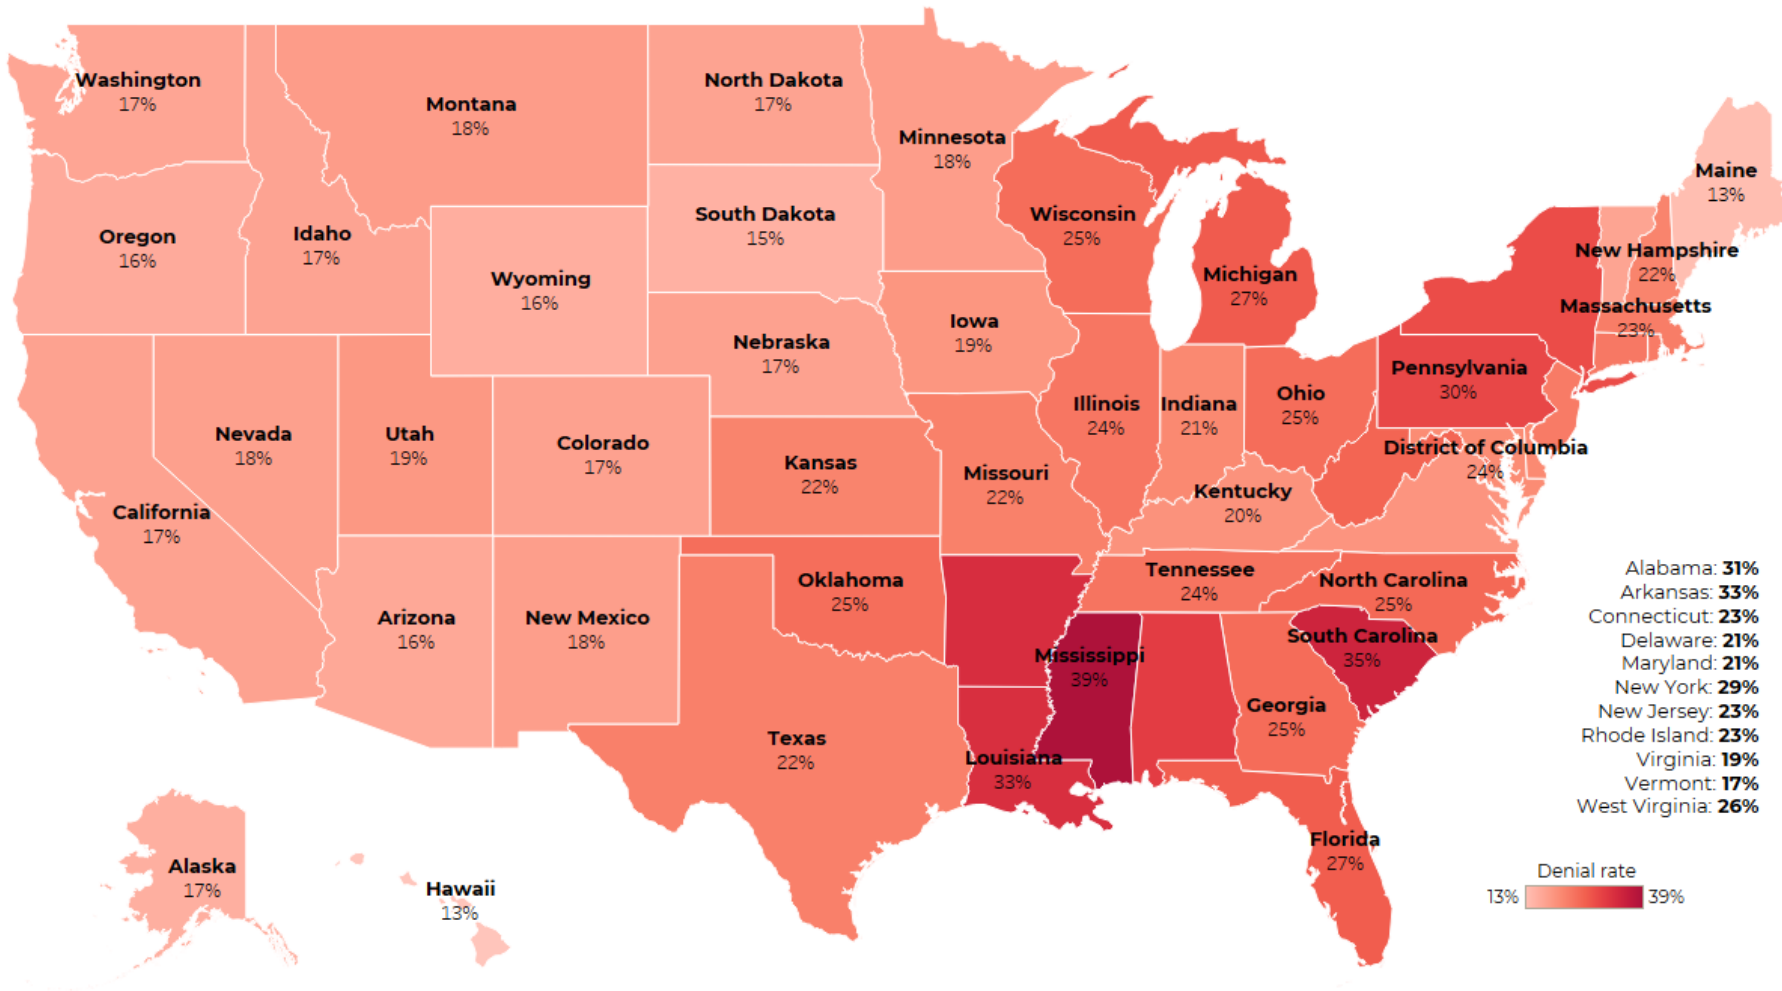 Washington
17%
Montana
18%
North Dakota
17%
Minnesota
18%
Maine
13%
Oregon
16%
Idaho
17%
Wyoming
16%
South Dakota
15%
Wisconsin
25%
Michigan
27%
New Hampshire
22%
Massachusetts
23%
Nebraska
17%
Iowa
19%
Illinois
24%
Indiana
21%
Ohio
25%
Pennsylvania
30%
Nevada
18%
Utah
19%
Colorado
17%
Kansas
22%
Missouri
22%
Kentucky
20%
District of Columbia
24%
California
17%
Arizona
16%
New Mexico
18%
Oklahoma
25%
Tennessee
24%
North Carolina
25%
South Carolina
35%
Mississippi
39%
Georgia
25%
Texas
22%
Louisiana
33%
Florida
27%
Alaska
17%
Hawaii
13%
Alabama: 31%
Arkansas: 33%
Connecticut: 23%
Delaware: 21%
Maryland: 21%
New York: 29%
New Jersey: 23%
Rhode Island: 23%
Virginia: 19%
Vermont: 17%
West Virginia: 26%
Denial rate
13% 39%